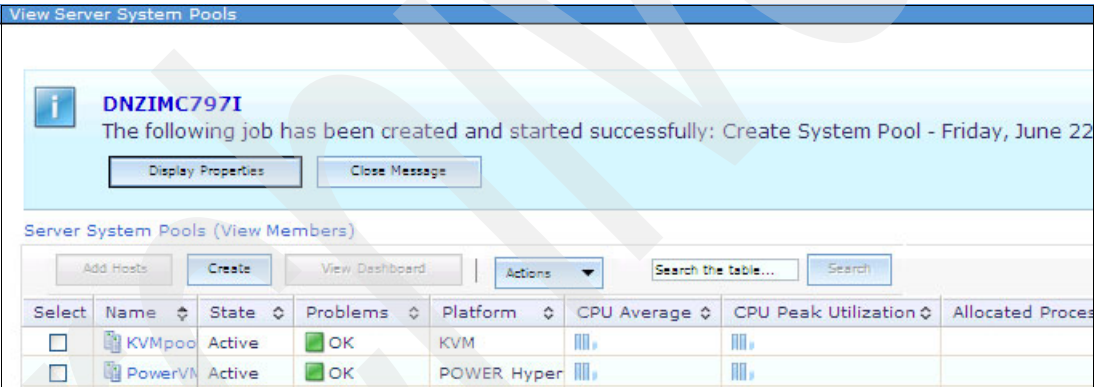 View Server System Pools
DNZIMC797I
The following job has been created and started successfully: Create System Pool - Friday, June 22
Display Properties Close Message
Server System Pools (View Members)
Add Hosts Create View Dashboard Actions Search the table... Search
Select Name State Problems Platform CPU Average CPU Peak Utilization Allocated Proces
KVMpoo Active OK KVM
PowerVM Active OK POWER Hyper